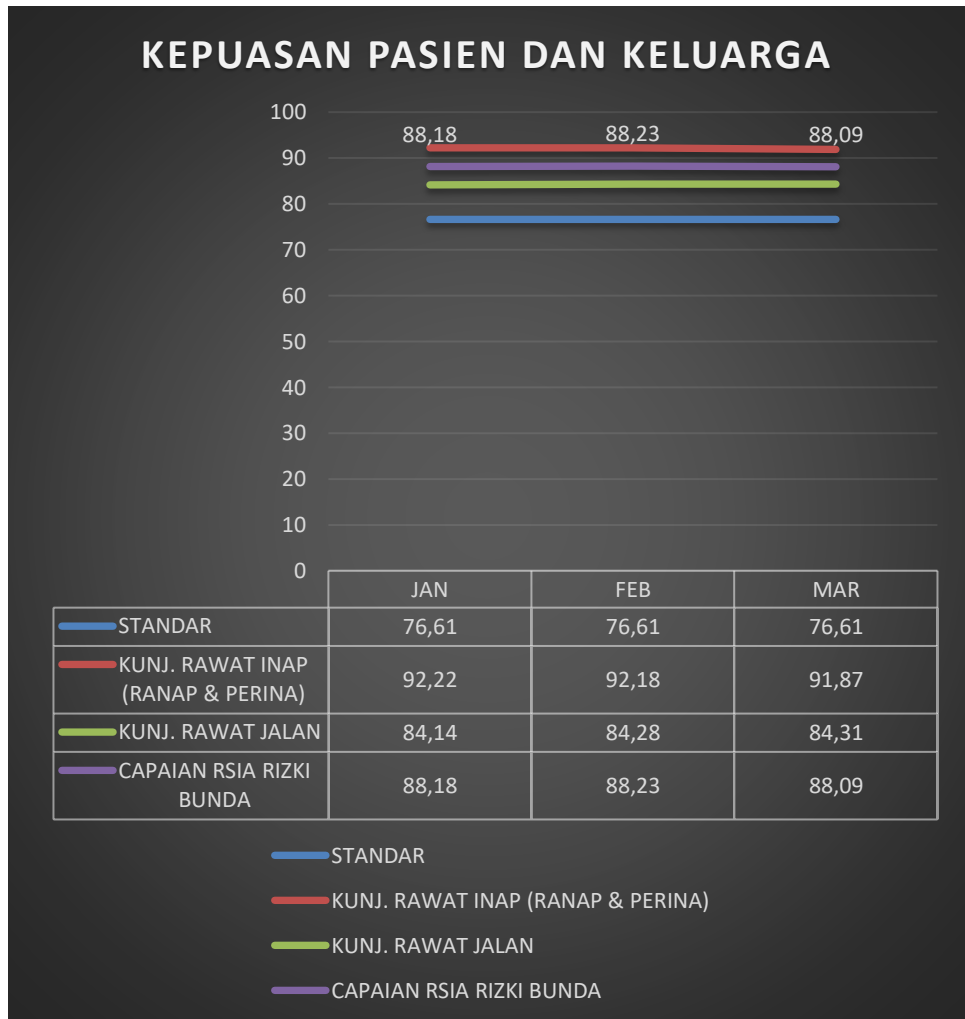 KEPUASAN PASIEN DAN KELUARGA
100
90
80
70
60
50
40
30
20
10
0
88,18 88,23 88,09
JAN FEB MAR
STANDAR 76,61 76,61 76,61
KUNJ. RAWAT INAP
(RANAP & PERINA) 92,22 92,18 91,87
KUNJ. RAWAT JALAN 84,14 84,28 84,31
CAPAIAN RSIA RIZKI
BUNDA 88,18 88,23 88,09
STANDAR
KUNJ. RAWAT INAP (RANAP & PERINA)
KUNJ. RAWAT JALAN
CAPAIAN RSIA RIZKI BUNDA